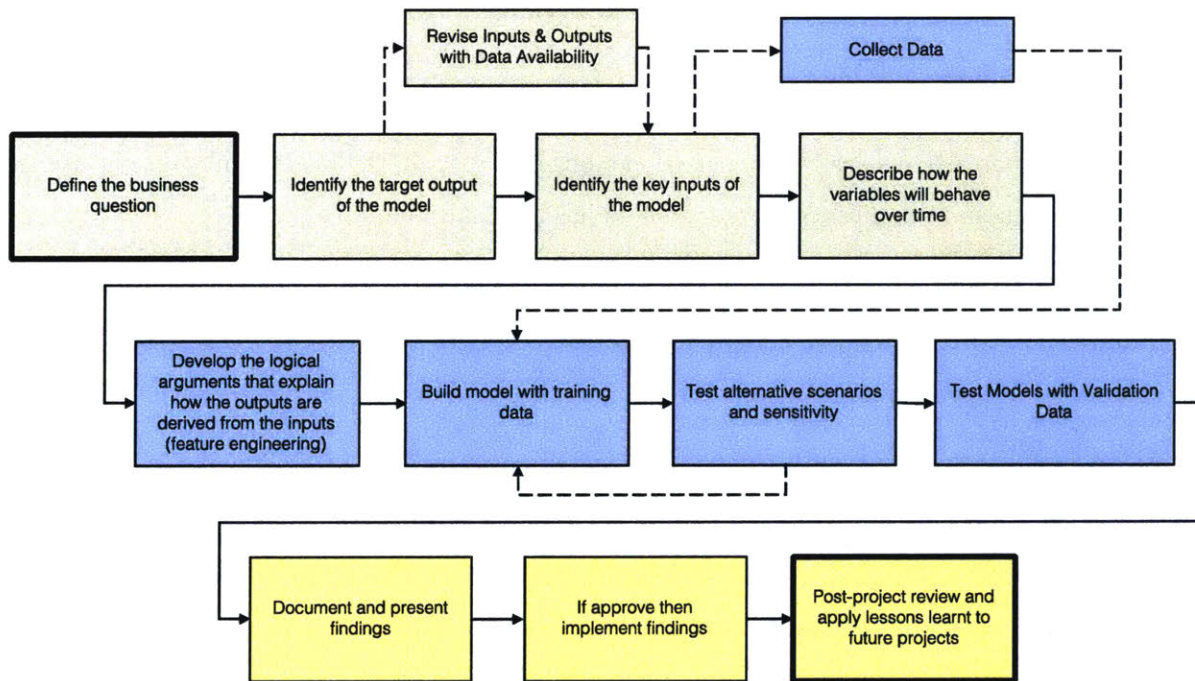 Revise Inputs & Outputs
with Data Availability
Collect Data
Define the business
question
Identify the target output
of the model
Identify the key inputs of
the model
Describe how the
variables will behave
over time
Develop the logical
arguments that explain
how the outputs are
derived from the inputs
(feature engineering)
Build model with training
data
Test alternative scenarios
and sensitivity
Test Models with Validation
Data
Document and present
findings
If approve then
implement findings
Post-project review and
apply lessons learnt to
future projects